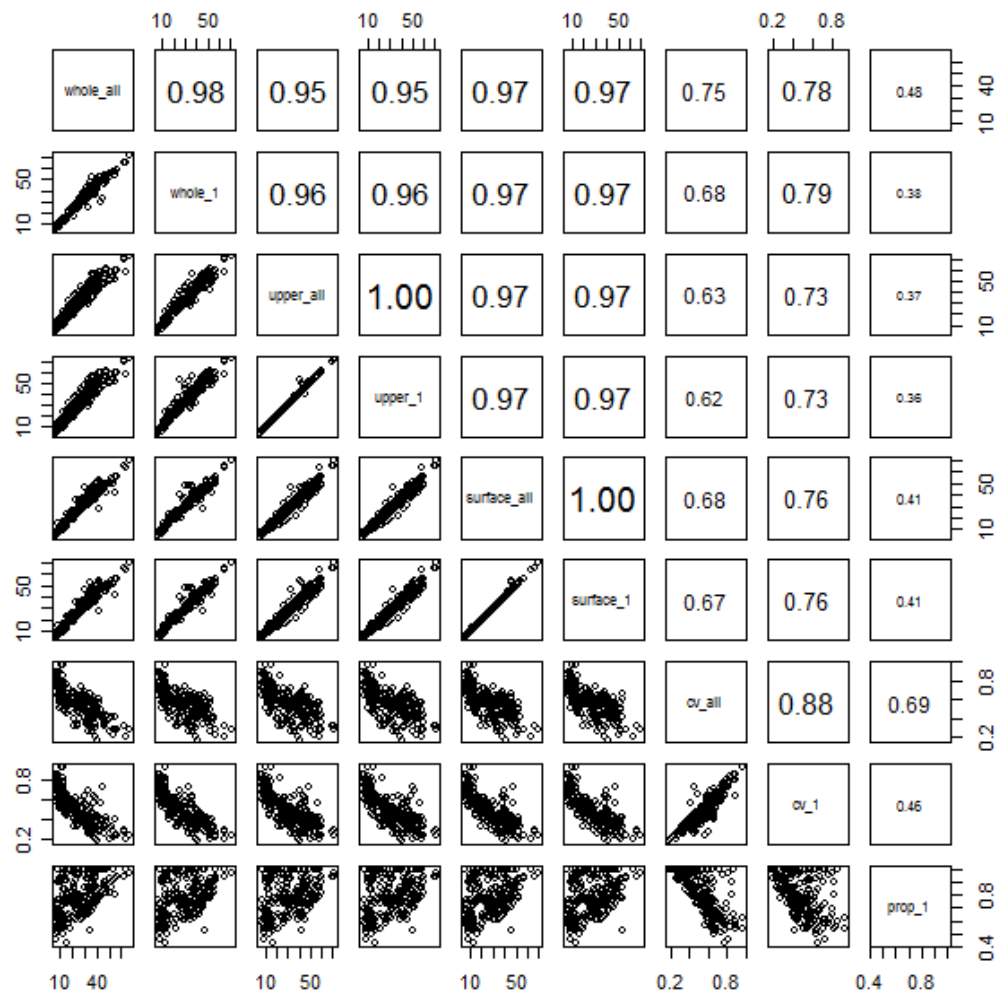 10 50 10 50 10 50 0.2 0.8
whole_all 0.98 0.95 0.95 0.97 0.97 0.75 0.78 0.48 10 40
10 50 whole_1 0.96 0.96 0.97 0.97 0.68 0.79 0.38
upper_all 1.00 0.97 0.97 0.63 0.73 0.37 10 50
10 50 upper_1 0.97 0.97 0.62 0.73 0.36
surface_all 1.00 0.68 0.76 0.41 10 50
10 50 surface_1 0.67 0.76 0.41
cv_all 0.88 0.69 0.2 0.8
0.2 0.8 cv_1 0.46
prop_1 0.4 0.8
10 40 10 50 10 50 0.2 0.8 0.4 0.8